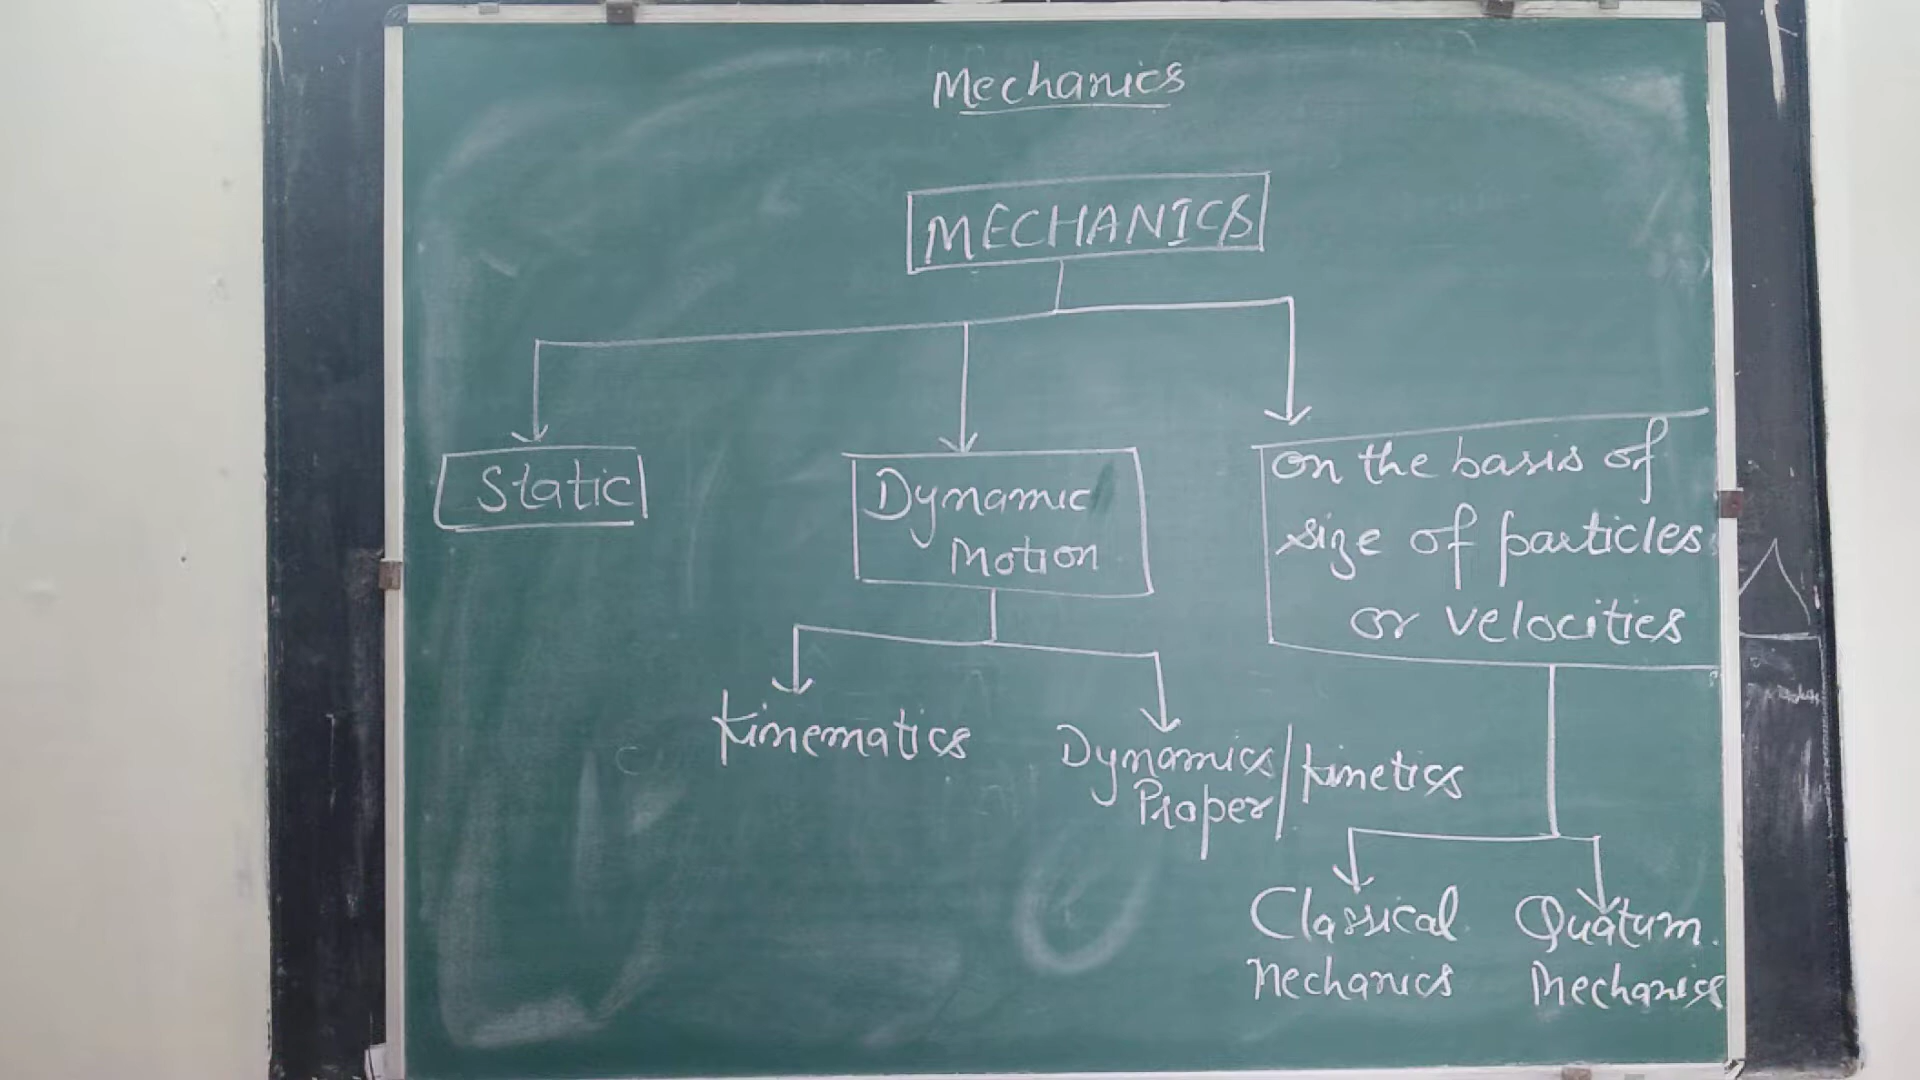 Mechanics
MECHANICS
Static
Dynamic
Motion
on the basis of
size of particles
or velocities
Kinematics
Dynamics / Kinetics
Proper
Classical
Mechanics
Quatum
Mechanics